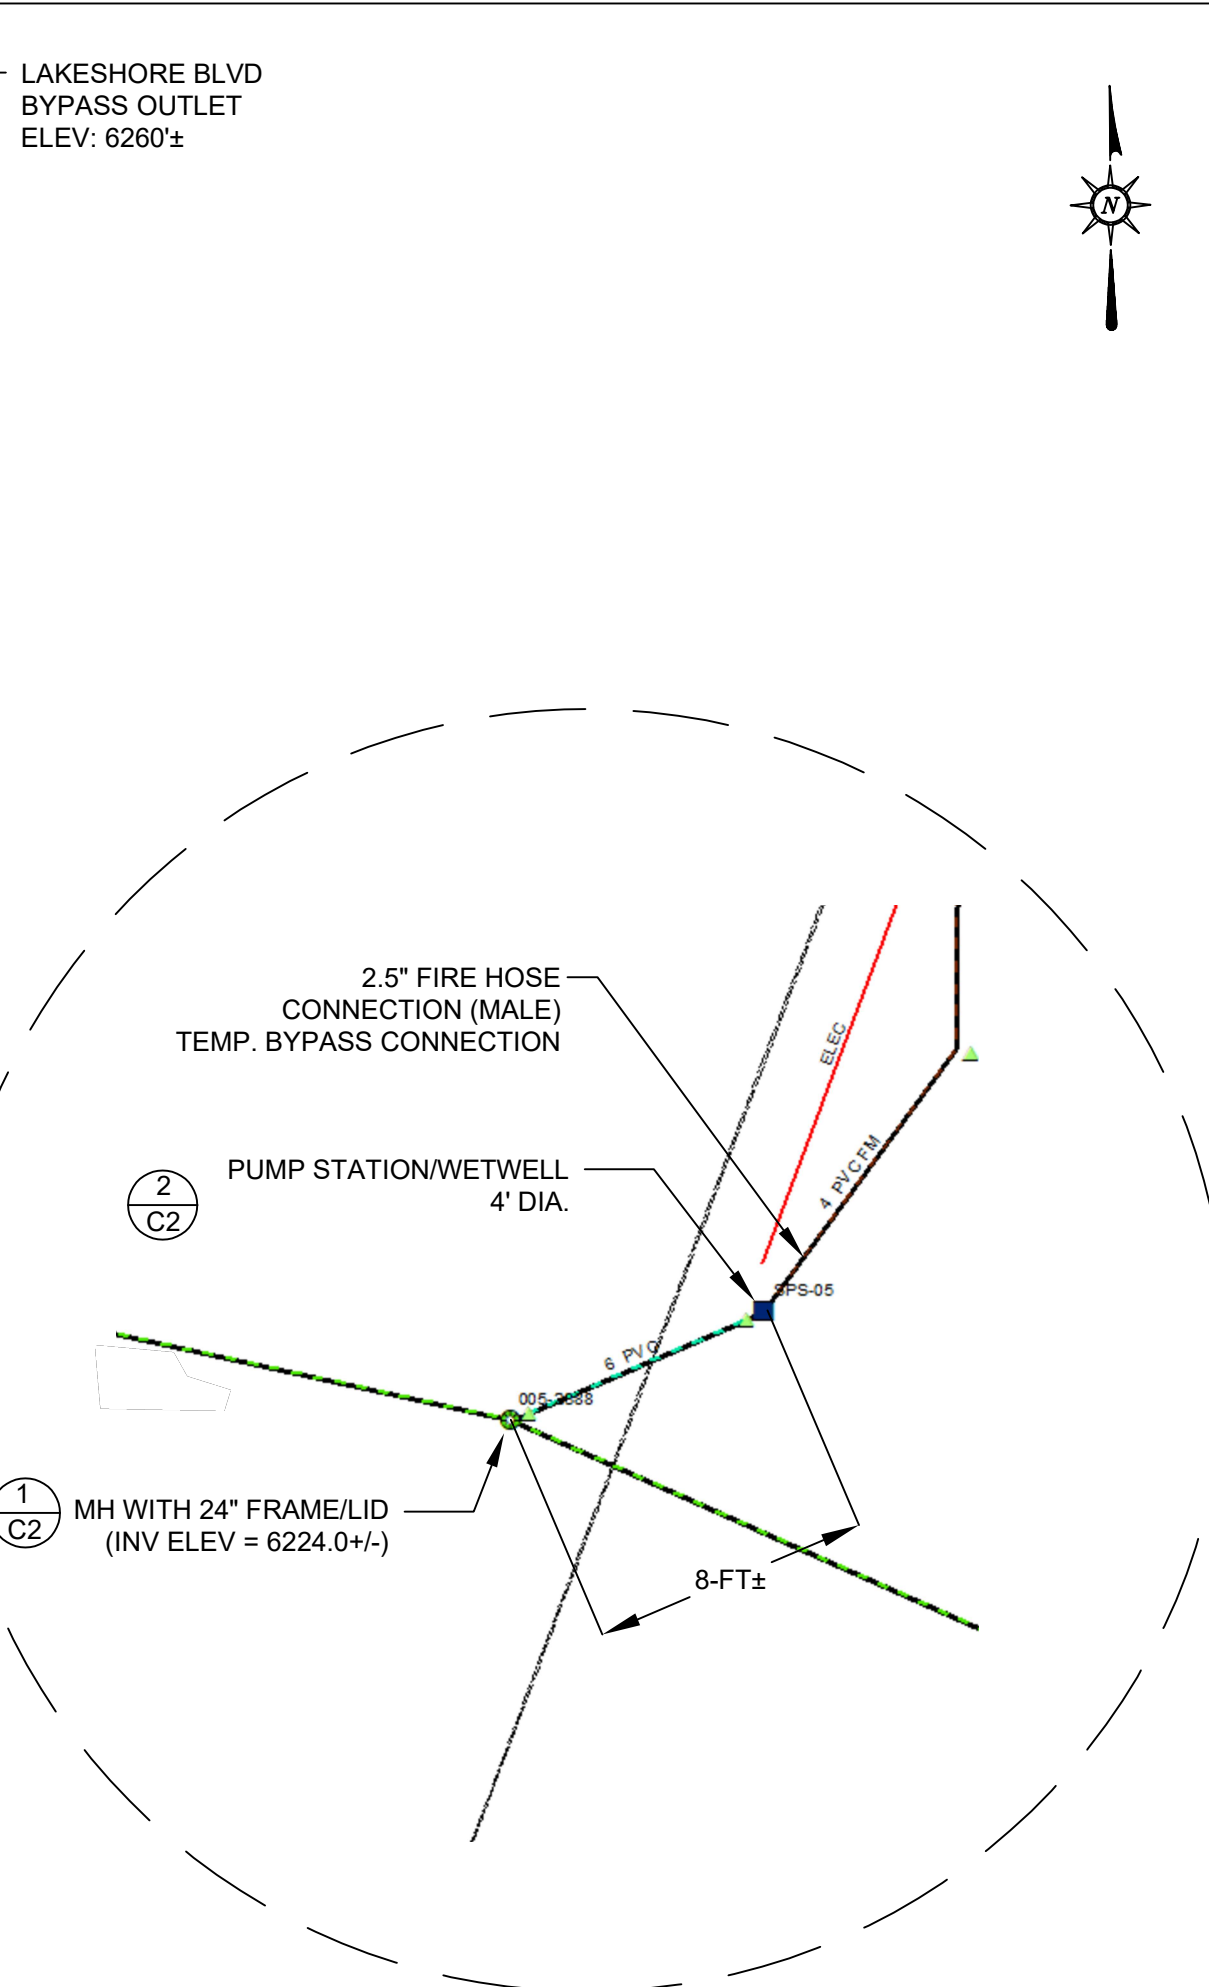 LAKESHORE BLVD
BYPASS OUTLET
ELEV: 6260'±
N
2.5" FIRE HOSE
CONNECTION (MALE)
TEMP. BYPASS CONNECTION
ELEC
4 PVC FM
PUMP STATION/WETWELL
4' DIA.
2
C2
SPS-05
6 PVC
1
C2
MH WITH 24" FRAME/LID
(INV ELEV = 6224.0+/-)
8-FT±